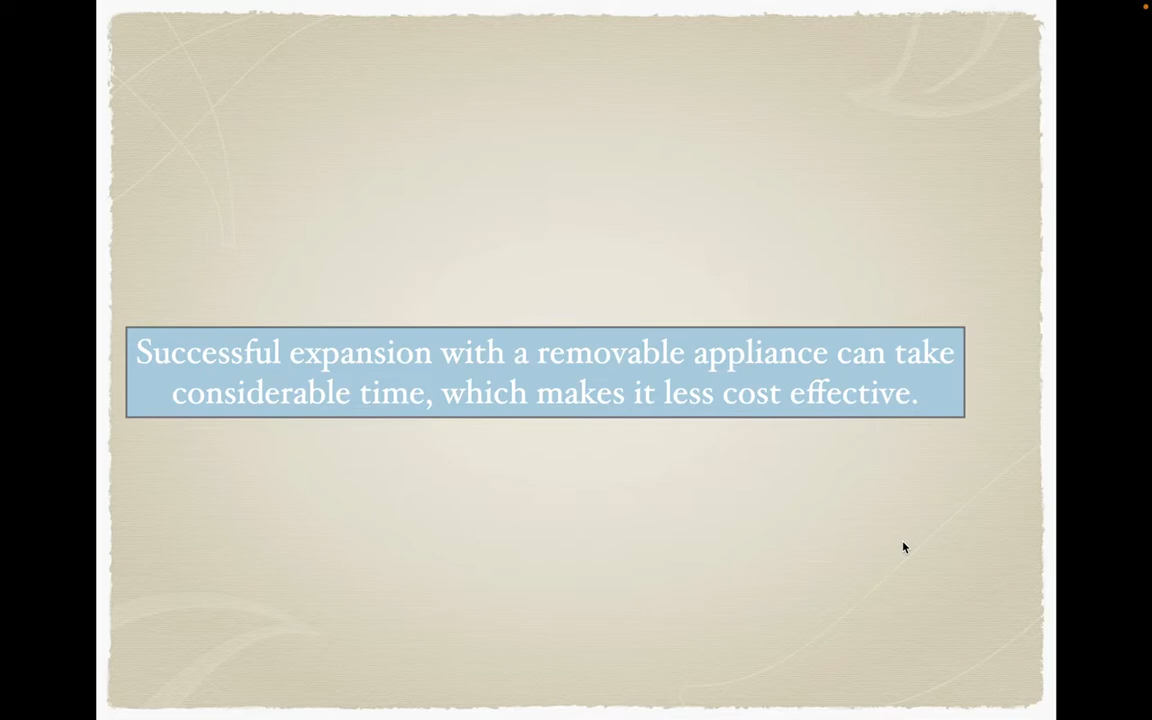 Successful expansion with a removable appliance can take
considerable time, which makes it less cost effective.